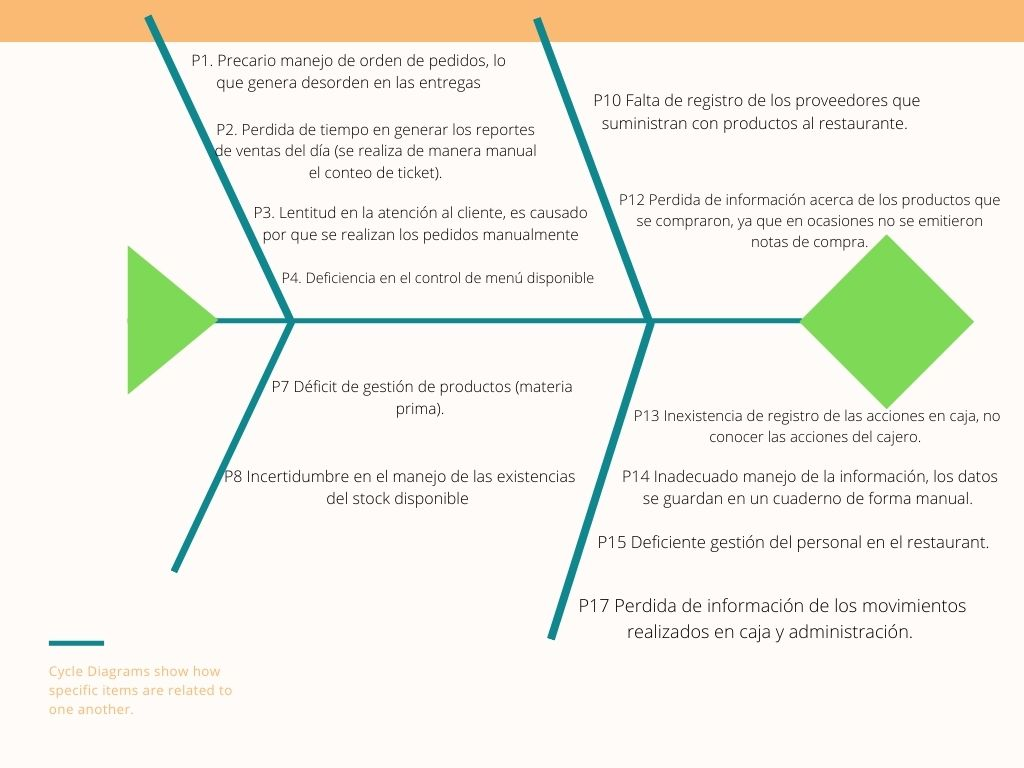 P1. Precario manejo de orden de pedidos, lo
que genera desorden en las entregas
P2. Perdida de tiempo en generar los reportes
de ventas del día (se realiza de manera manual
el conteo de ticket).
P3. Lentitud en la atención al cliente, es causado
por que se realizan los pedidos manualmente
P4. Deficiencia en el control de menú disponible
P10 Falta de registro de los proveedores que
suministran con productos al restaurante.
P12 Perdida de información acerca de los productos que
se compraron, ya que en ocasiones no se emitieron
notas de compra.
P7 Déficit de gestión de productos (materia
prima).
P8 Incertidumbre en el manejo de las existencias
del stock disponible
P13 Inexistencia de registro de las acciones en caja, no
conocer las acciones del cajero.
P14 Inadecuado manejo de la información, los datos
se guardan en un cuaderno de forma manual.
P15 Deficiente gestión del personal en el restaurant.
P17 Perdida de información de los movimientos
realizados en caja y administración.
Cycle Diagrams show how
specific items are related to
one another.